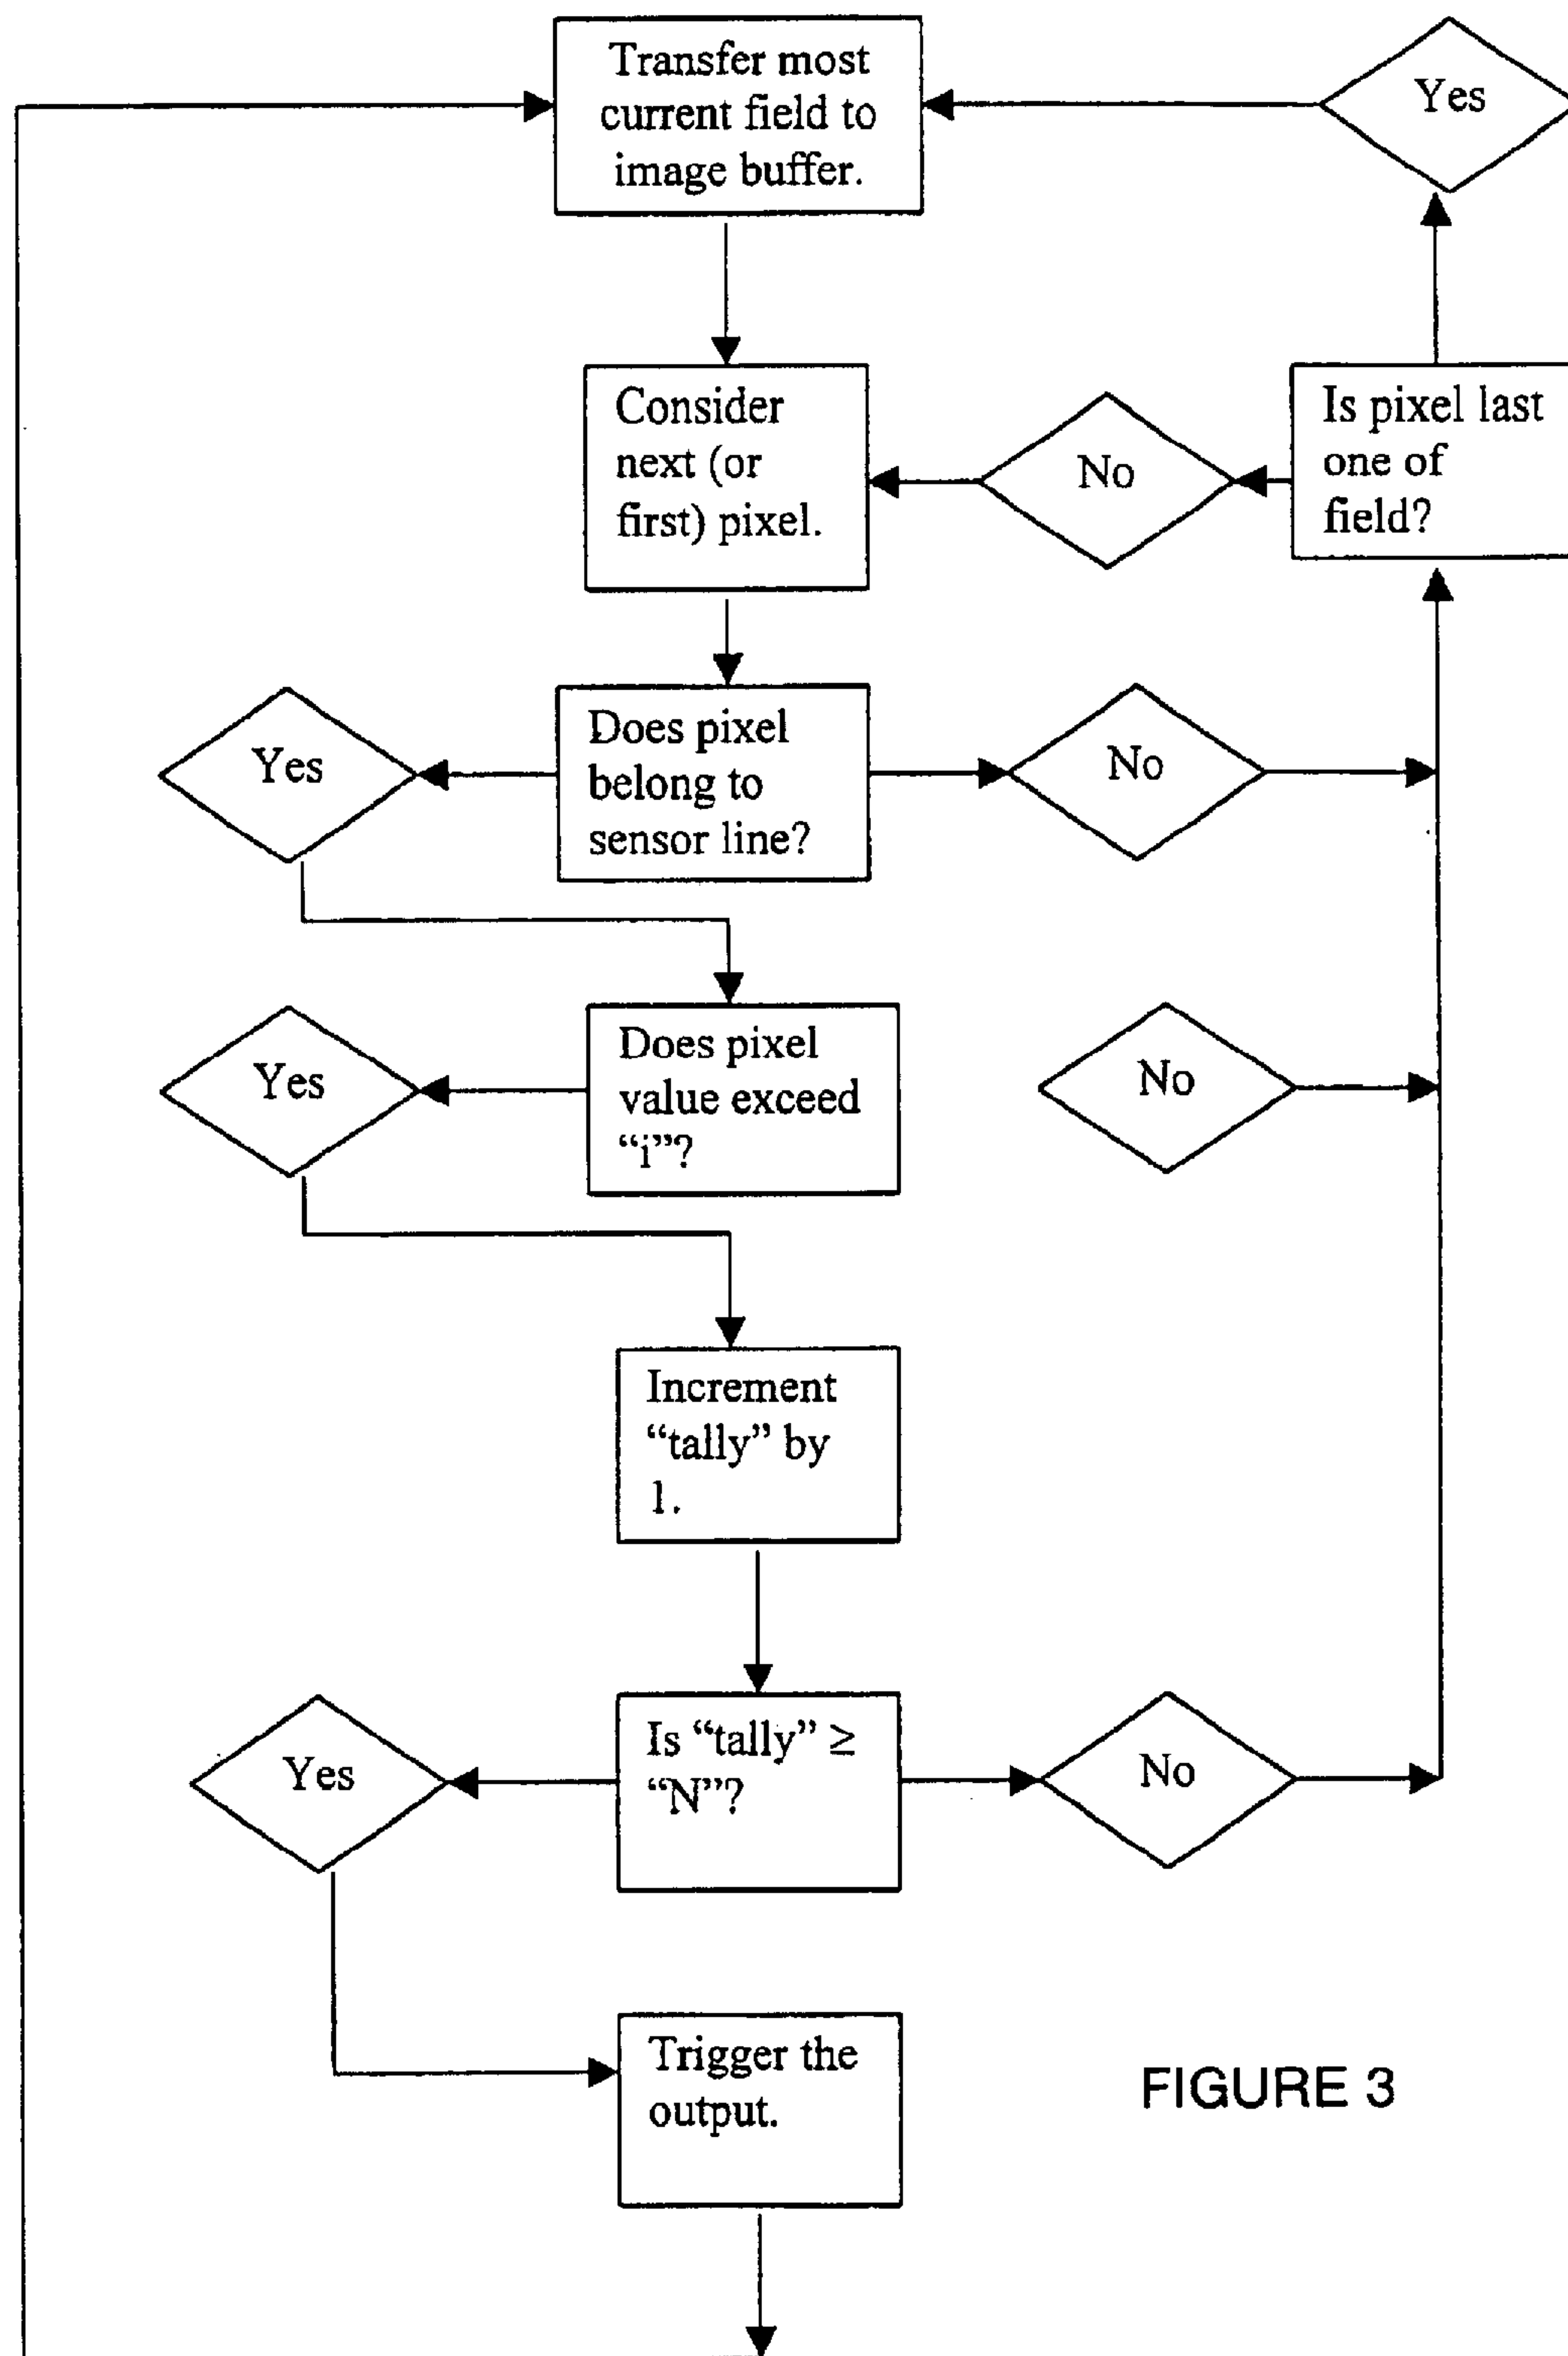 Transfer most
current field to
image buffer.
Yes
Consider
next (or
first) pixel.
No
Is pixel last
one of
field?
Yes
Does pixel
belong to
sensor line?
No
Yes
Does pixel
value exceed
“i”?
No
Increment
“tally” by
1.
Yes
Is “tally” ≥
“N”?
No
Trigger the
output.
FIGURE 3